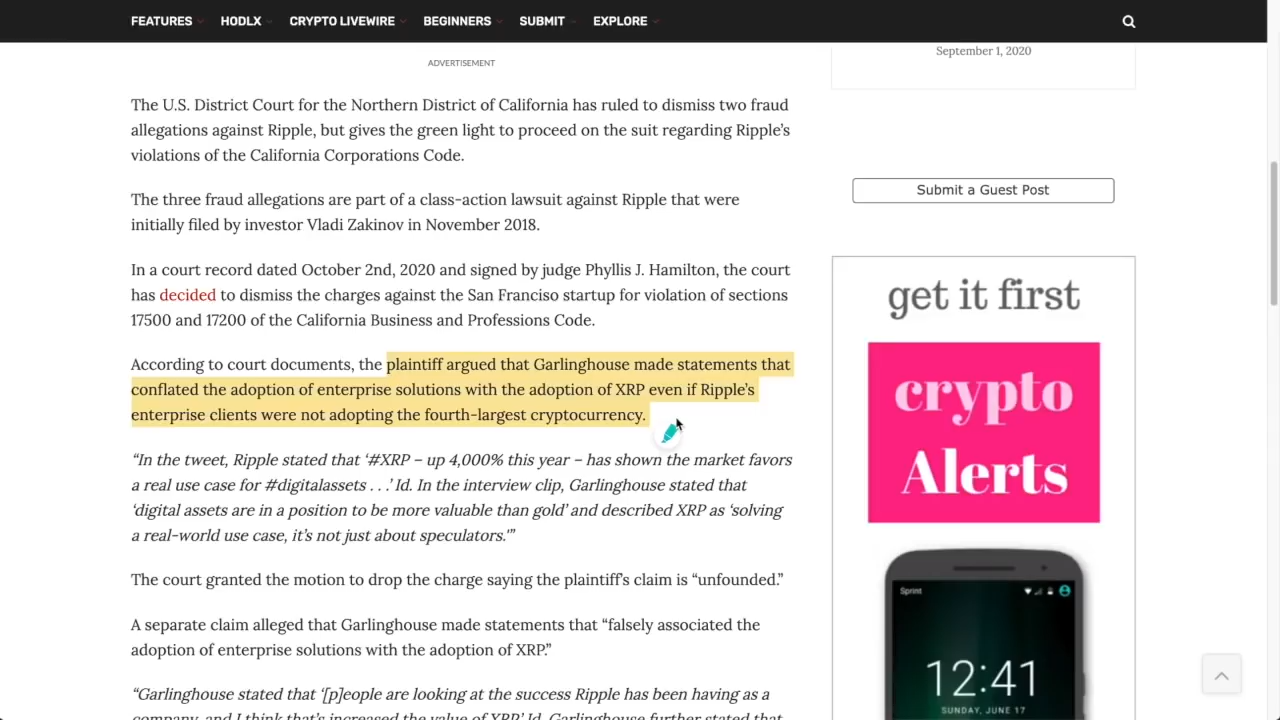 FEATURES HODLX CRYPTO LIVEWIRE BEGINNERS SUBMIT EXPLORE
ADVERTISEMENT
The U.S. District Court for the Northern District of California has ruled to dismiss two fraud
allegations against Ripple, but gives the green light to proceed on the suit regarding Ripple’s
violations of the California Corporations Code.
The three fraud allegations are part of a class-action lawsuit against Ripple that were
initially filed by investor Vladi Zakinov in November 2018.
In a court record dated October 2nd, 2020 and signed by judge Phyllis J. Hamilton, the court
has decided to dismiss the charges against the San Franciso startup for violation of sections
17500 and 17200 of the California Business and Professions Code.
According to court documents, the plaintiff argued that Garlinghouse made statements that
conflated the adoption of enterprise solutions with the adoption of XRP even if Ripple’s
enterprise clients were not adopting the fourth-largest cryptocurrency.
“In the tweet, Ripple stated that ‘#XRP – up 4,000% this year – has shown the market favors
a real use case for #digitalassets . . .’ Id. In the interview clip, Garlinghouse stated that
‘digital assets are in a position to be more valuable than gold’ and described XRP as ‘solving
a real-world use case, it’s not just about speculators.’”
The court granted the motion to drop the charge saying the plaintiff’s claim is “unfounded.”
A separate claim alleged that Garlinghouse made statements that “falsely associated the
adoption of enterprise solutions with the adoption of XRP.”
“Garlinghouse stated that ‘[p]eople are looking at the success Ripple has been having as a
company, and I think that’s increased the value of XRP.’ Id. Garlinghouse further stated that
September 1, 2020
Submit a Guest Post
get it first
crypto
Alerts
Sprint
12:41
SUNDAY, JUNE 17